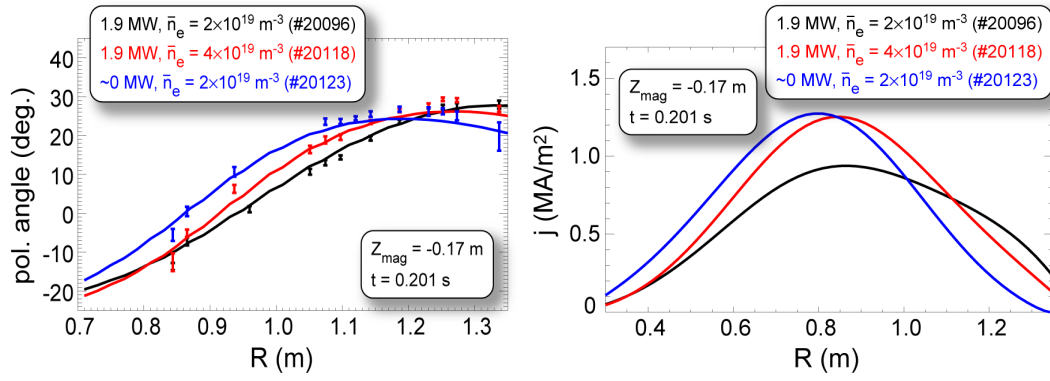 1.9 MW, n̄e = 2×10¹⁹ m⁻³ (#20096)
1.9 MW, n̄e = 4×10¹⁹ m⁻³ (#20118)
~0 MW, n̄e = 2×10¹⁹ m⁻³ (#20123)
pol. angle (deg.)
40
30
20
10
0
-10
-20
Zmag = -0.17 m
t = 0.201 s
0.7 0.8 0.9 1.0 1.1 1.2 1.3
R (m)
1.9 MW, n̄e = 2×10¹⁹ m⁻³ (#20096)
1.9 MW, n̄e = 4×10¹⁹ m⁻³ (#20118)
~0 MW, n̄e = 2×10¹⁹ m⁻³ (#20123)
Zmag = -0.17 m
t = 0.201 s
j (MA/m²)
1.5
1.0
0.5
0
0.4 0.6 0.8 1.0 1.2
R (m)